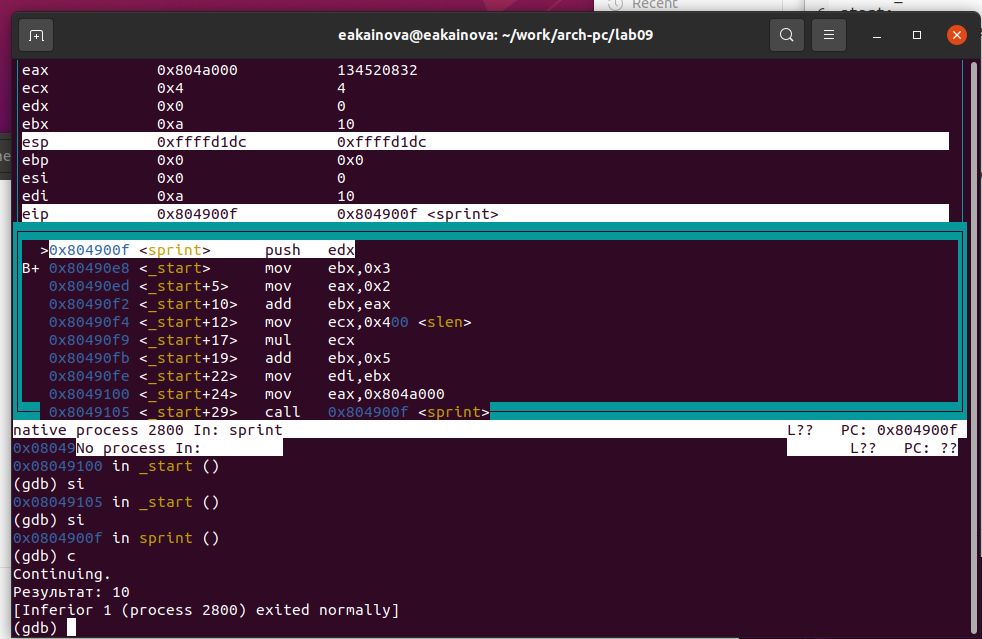 Recent
eakainova@eakainova: ~/work/arch-pc/lab09
eax 0x804a000 134520832
ecx 0x4 4
edx 0x0 0
ebx 0xa 10
esp 0xffffd1dc 0xffffd1dc
ebp 0x0 0x0
esi 0x0 0
edi 0xa 10
eip 0x804900f 0x804900f <sprint>
>0x804900f <sprint> push edx
B+ 0x80490e8 <_start> mov ebx,0x3
0x80490ed <_start+5> mov eax,0x2
0x80490f2 <_start+10> add ebx,eax
0x80490f4 <_start+12> mov ecx,0x400 <slen>
0x80490f9 <_start+17> mul ecx
0x80490fb <_start+19> add ebx,0x5
0x80490fe <_start+22> mov edi,ebx
0x8049100 <_start+24> mov eax,0x804a000
0x8049105 <_start+29> call 0x804900f <sprint>
native process 2800 In: sprint L?? PC: 0x804900f
0x08049No process In: L?? PC: ??
0x08049100 in _start ()
(gdb) si
0x08049105 in _start ()
(gdb) si
0x0804900f in sprint ()
(gdb) c
Continuing.
Результат: 10
[Inferior 1 (process 2800) exited normally]
(gdb)